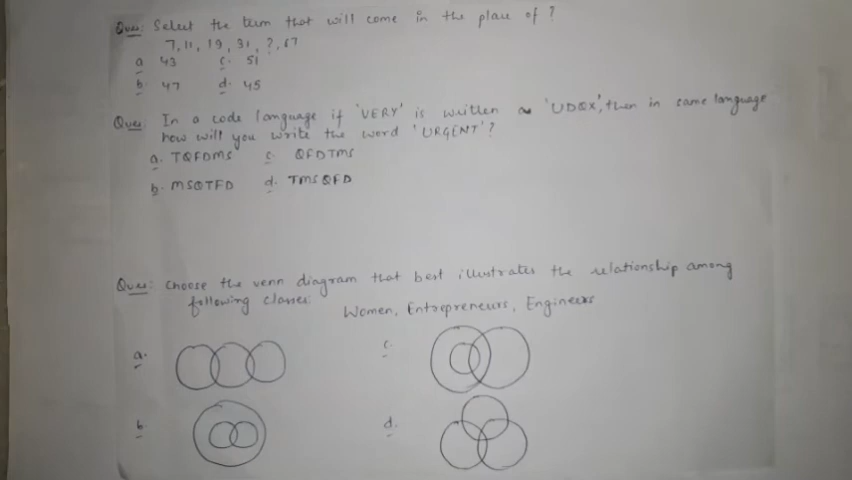 Ques: Select the term that will come in the place of ?
7, 11, 19, 31, ?, 67
a 43 c. 51
b. 47 d. 45
Ques: In a code language if 'VERY' is written as 'UDQX', then in same language
how will you write the word 'URGENT'?
a. TQFDMS c. QFDTMS
b. MSQTFD d. TMSQFD
Ques: Choose the venn diagram that best illustrates the relationship among
following classes:
Women, Entrepreneurs, Engineers
a. c.
b d.